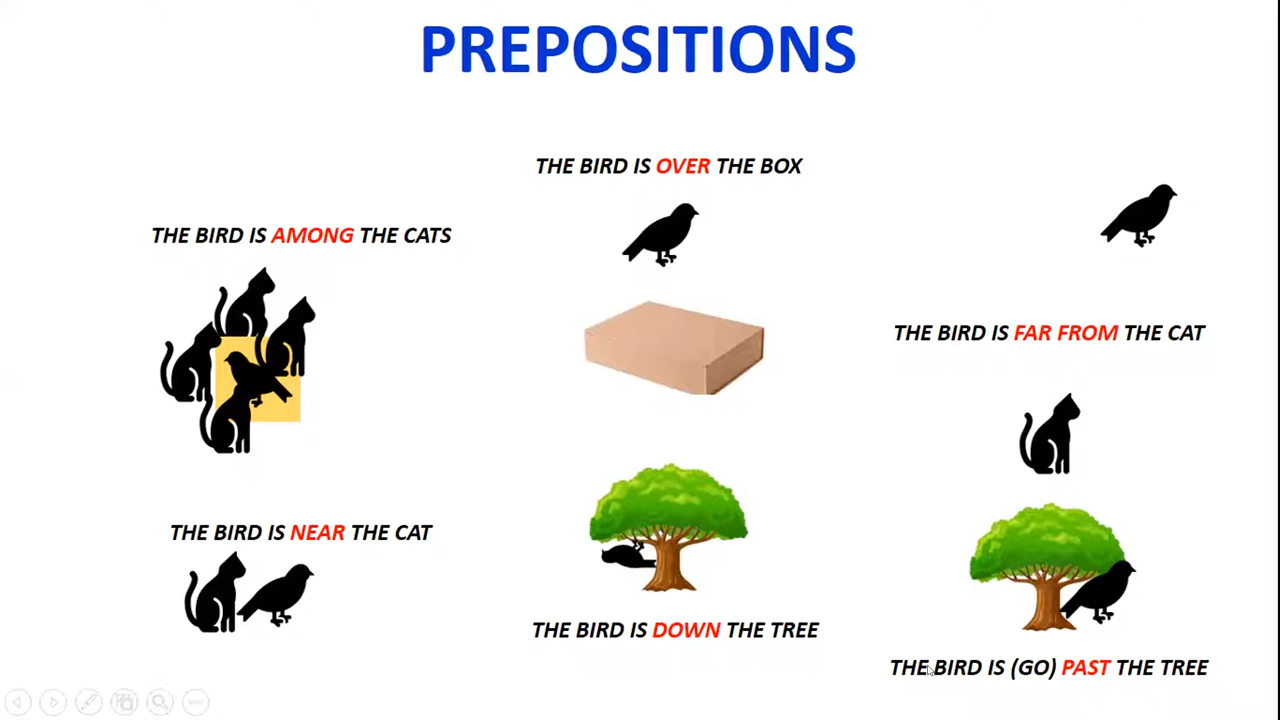 PREPOSITIONS
THE BIRD IS OVER THE BOX
THE BIRD IS AMONG THE CATS
THE BIRD IS FAR FROM THE CAT
THE BIRD IS NEAR THE CAT
THE BIRD IS DOWN THE TREE
THE BIRD IS (GO) PAST THE TREE